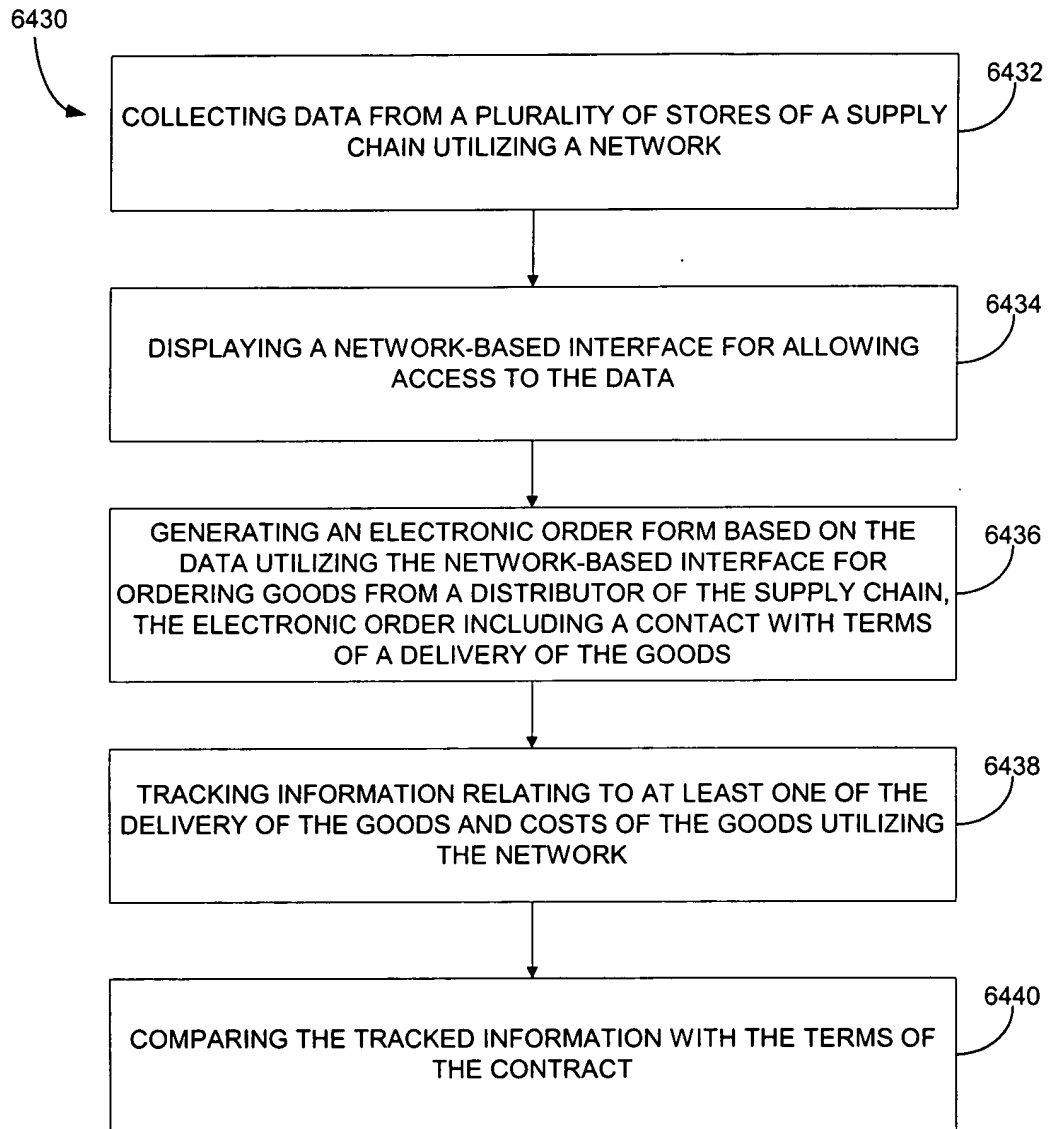 6430
COLLECTING DATA FROM A PLURALITY OF STORES OF A SUPPLY
CHAIN UTILIZING A NETWORK
6432
DISPLAYING A NETWORK-BASED INTERFACE FOR ALLOWING
ACCESS TO THE DATA
6434
GENERATING AN ELECTRONIC ORDER FORM BASED ON THE
DATA UTILIZING THE NETWORK-BASED INTERFACE FOR
ORDERING GOODS FROM A DISTRIBUTOR OF THE SUPPLY CHAIN,
THE ELECTRONIC ORDER INCLUDING A CONTACT WITH TERMS
OF A DELIVERY OF THE GOODS
6436
TRACKING INFORMATION RELATING TO AT LEAST ONE OF THE
DELIVERY OF THE GOODS AND COSTS OF THE GOODS UTILIZING
THE NETWORK
6438
COMPARING THE TRACKED INFORMATION WITH THE TERMS OF
THE CONTRACT
6440